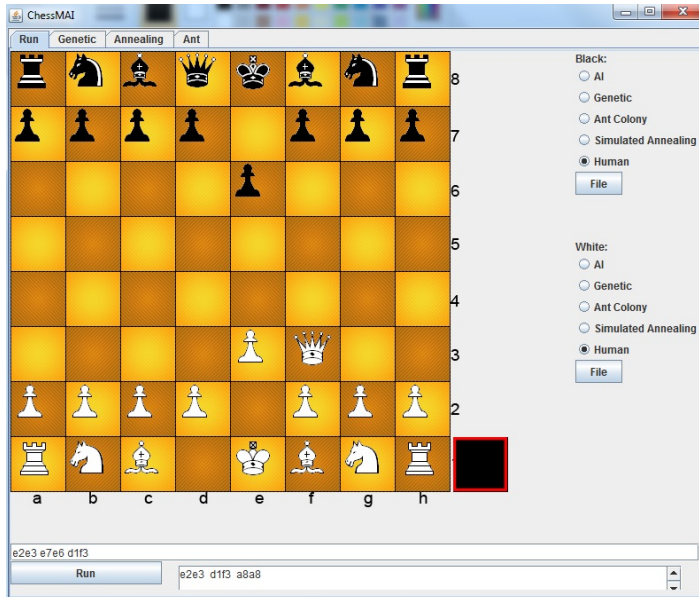 ChessMAI
Run Genetic Annealing Ant
Black:
AI
Genetic
Ant Colony
Simulated Annealing
Human
File
White:
AI
Genetic
Ant Colony
Simulated Annealing
Human
File
8
7
6
5
4
3
2
a b c d e f g h
e2e3 e7e6 d1f3
Run
e2e3 d1f3 a8a8